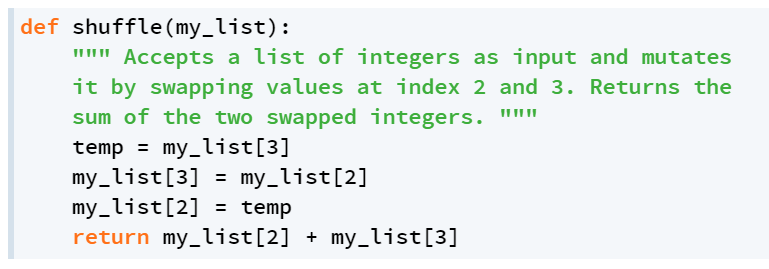 def shuffle(my_list):
    """ Accepts a list of integers as input and mutates
    it by swapping values at index 2 and 3. Returns the
    sum of the two swapped integers. """
    temp = my_list[3]
    my_list[3] = my_list[2]
    my_list[2] = temp
    return my_list[2] + my_list[3]